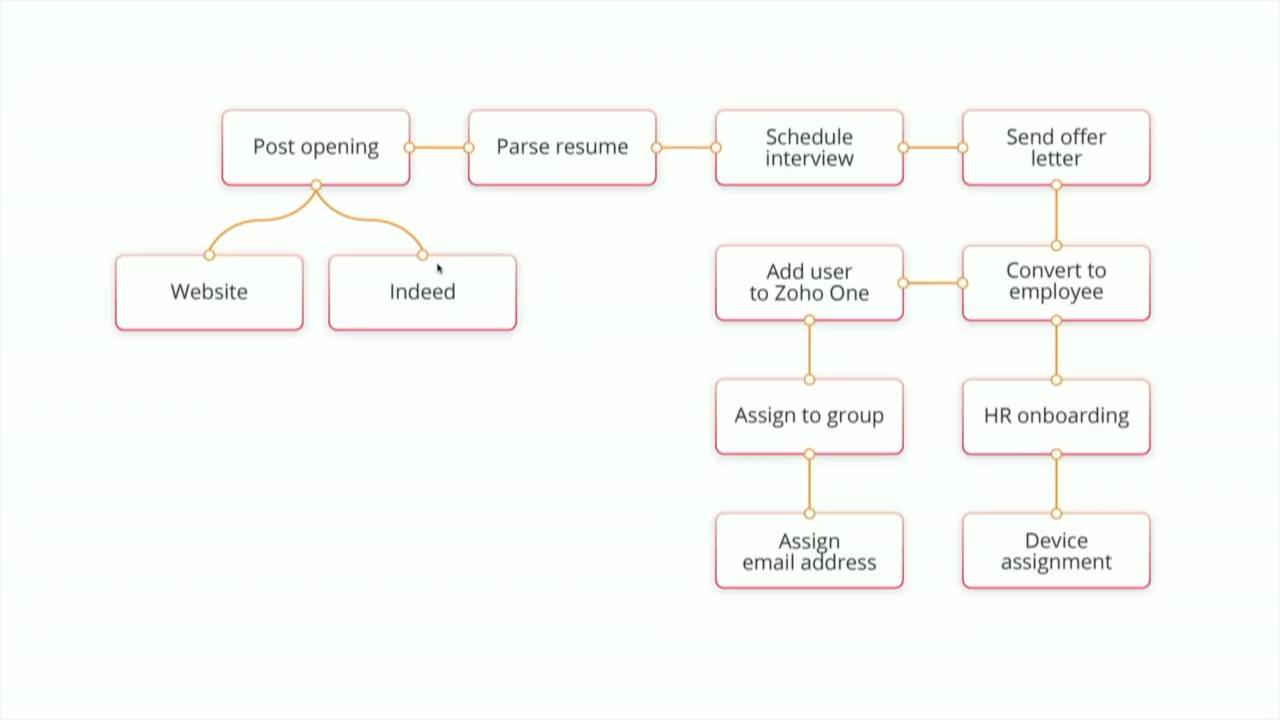 Post opening
Parse resume
Schedule
interview
Send offer
letter
Website
Indeed
Add user
to Zoho One
Convert to
employee
Assign to group
HR onboarding
Assign
email address
Device
assignment